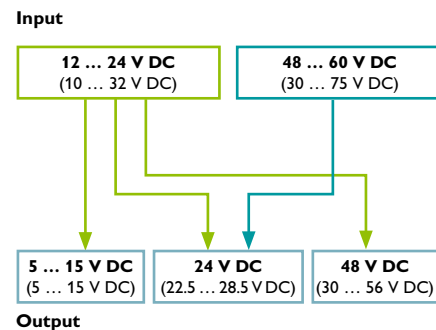 Input
12 ... 24 V DC
(10 ... 32 V DC)
48 ... 60 V DC
(30 ... 75 V DC)
5 ... 15 V DC
(5 ... 15 V DC)
24 V DC
(22.5 ... 28.5 V DC)
48 V DC
(30 ... 56 V DC)
Output